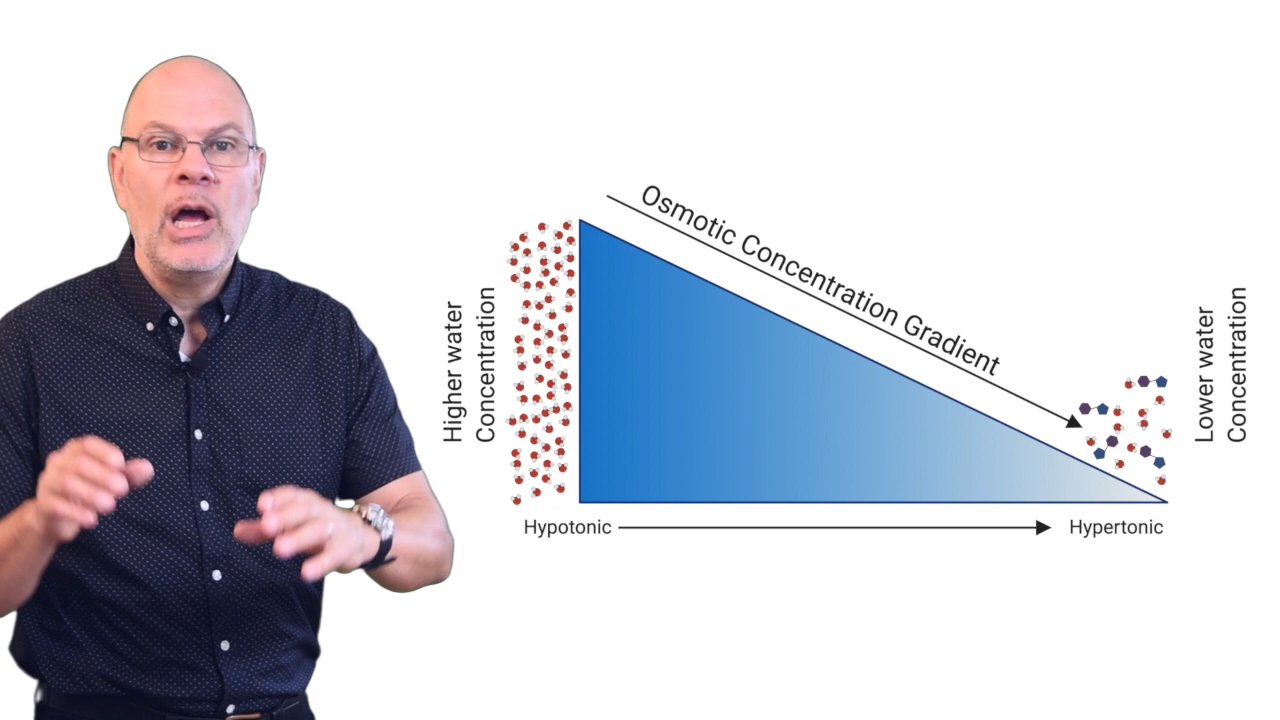 Osmotic Concentration Gradient
Higher water
Concentration
Lower water
Concentration
Hypotonic
Hypertonic